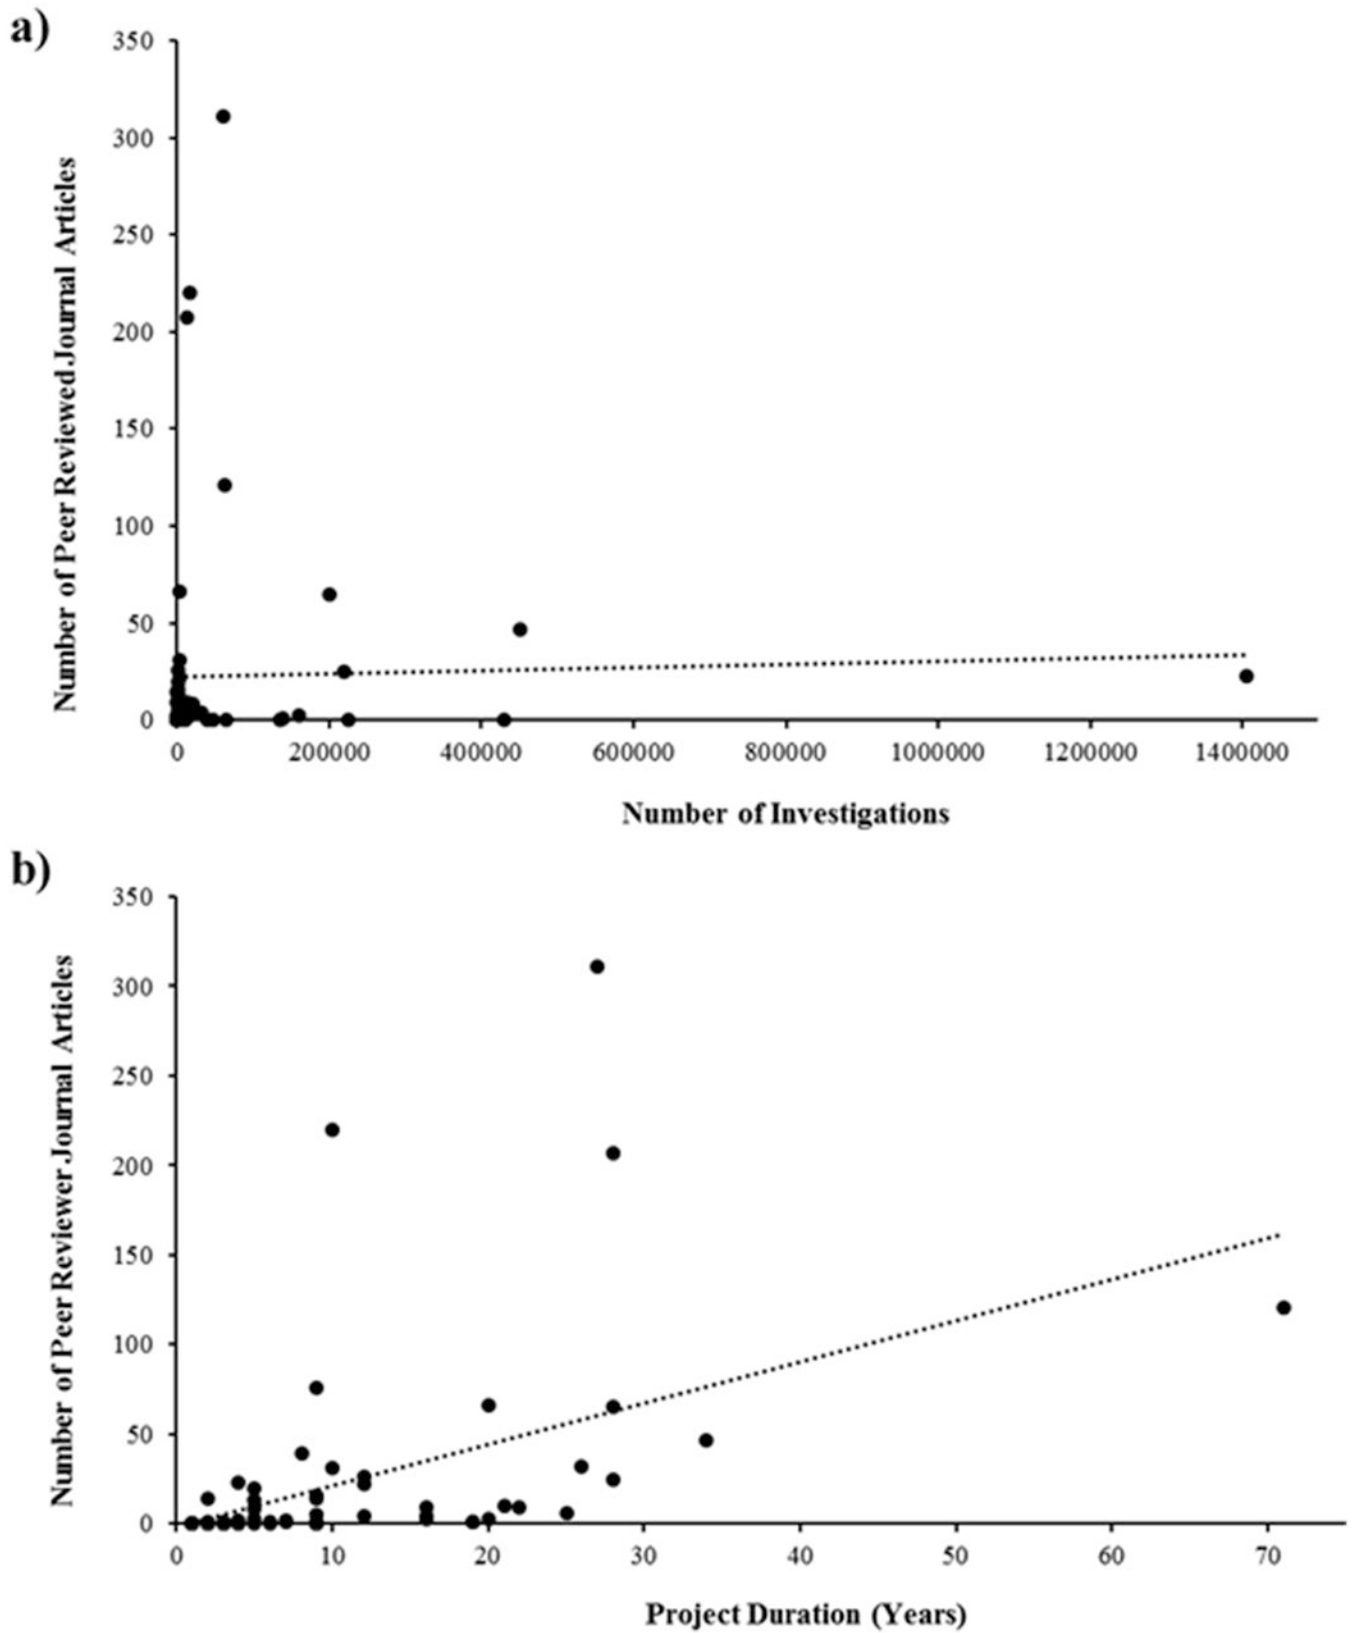 a)
Number of Peer Reviewed Journal Articles
350
300
250
200
150
100
50
0
0 200000 400000 600000 800000 1000000 1200000 1400000
Number of Investigations
b)
Number of Peer Reviewer Journal Articles
350
300
250
200
150
100
50
0
0 10 20 30 40 50 60 70
Project Duration (Years)